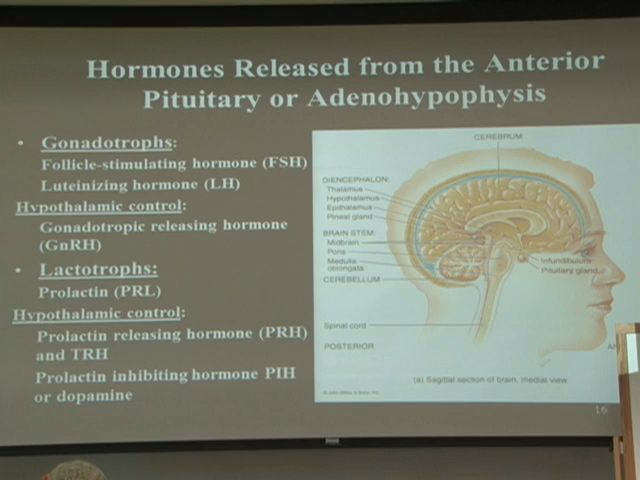 Hormones Released from the Anterior
Pituitary or Adenohypophysis
• Gonadotrophs:
Follicle-stimulating hormone (FSH)
Luteinizing hormone (LH)
Hypothalamic control:
Gonadotropic releasing hormone
(GnRH)
• Lactotrophs:
Prolactin (PRL)
Hypothalamic control:
Prolactin releasing hormone (PRH)
and TRH
Prolactin inhibiting hormone PIH
or dopamine
CEREBRUM
DIENCEPHALON:
Thalamus
Hypothalamus
Epithalamus
Pineal gland
BRAIN STEM:
Midbrain
Pons
Medulla
oblongata
CEREBELLUM
Infundibulum
Pituitary gland
Spinal cord
POSTERIOR
AN
(a) Sagittal section of brain, medial view
16